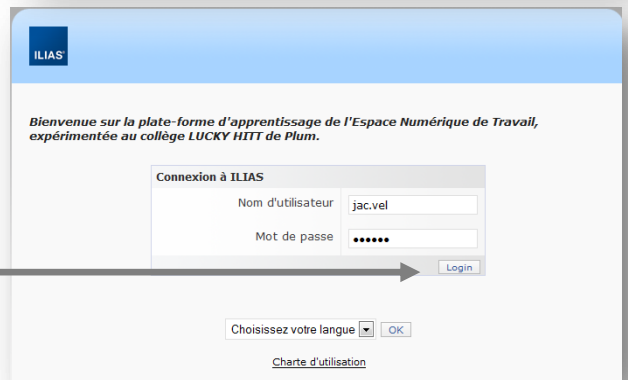 ILIAS
Bienvenue sur la plate-forme d'apprentissage de l'Espace Numérique de Travail,
expérimentée au collège LUCKY HITT de Plum.
Connexion à ILIAS
Nom d'utilisateur jac.vel
Mot de passe ••••••
Login
Choisissez votre langue OK
Charte d'utilisation